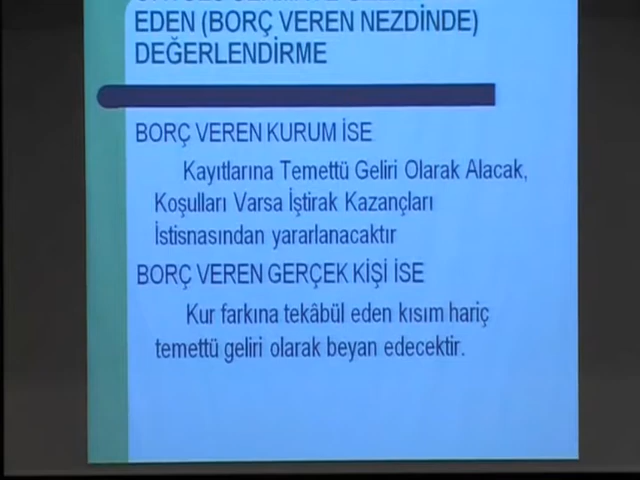 EDEN (BORÇ VEREN NEZDİNDE)
DEĞERLENDİRME
BORÇ VEREN KURUM İSE
Kayıtlarına Temettü Geliri Olarak Alacak,
Koşulları Varsa İştirak Kazançları
İstisnasından yararlanacaktır
BORÇ VEREN GERÇEK KİŞİ İSE
Kur farkına tekâbül eden kısım hariç
temettü geliri olarak beyan edecektir.